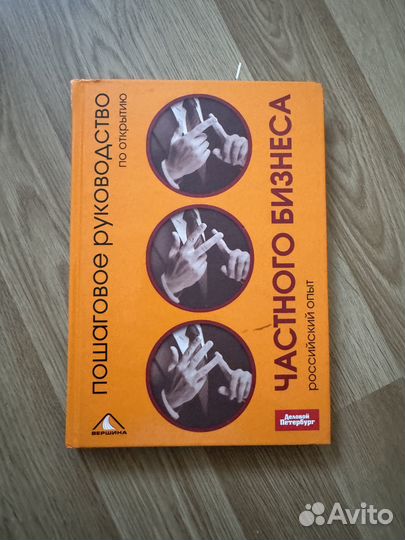 ПОШАГОВОЕ РУКОВОДСТВО
ПО ОТКРЫТИЮ
ЧАСТНОГО БИЗНЕСА
РОССИЙСКИЙ ОПЫТ
ВЕРШИНА
Деловой
Петербург
Avito